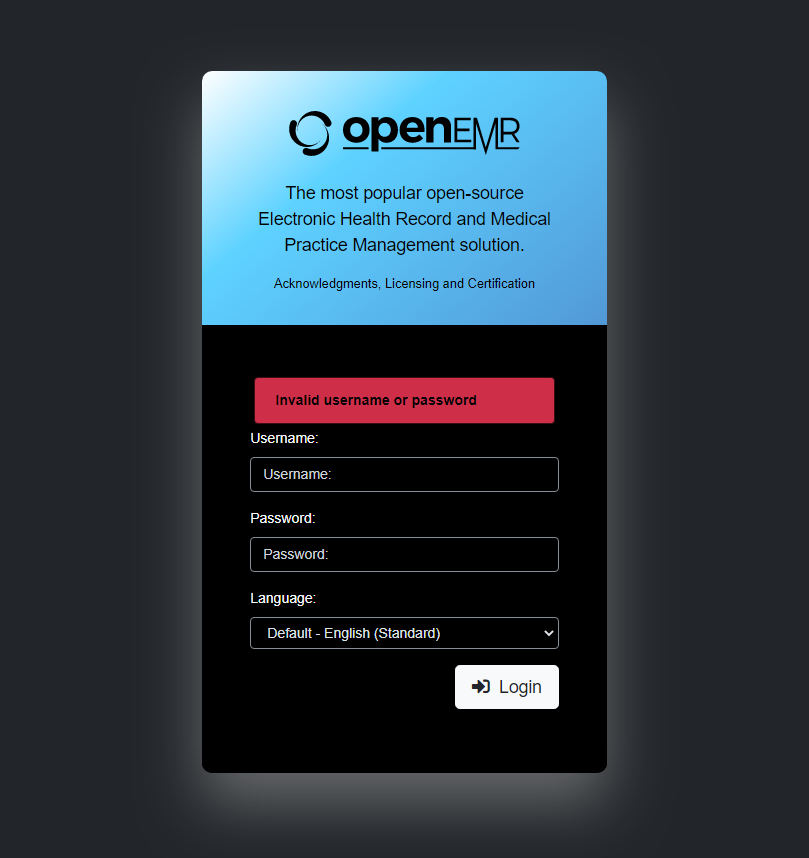 openEMR
The most popular open-source
Electronic Health Record and Medical
Practice Management solution.
Acknowledgments, Licensing and Certification
Invalid username or password
Username:
Username:
Password:
Password:
Language:
Default - English (Standard)
Login